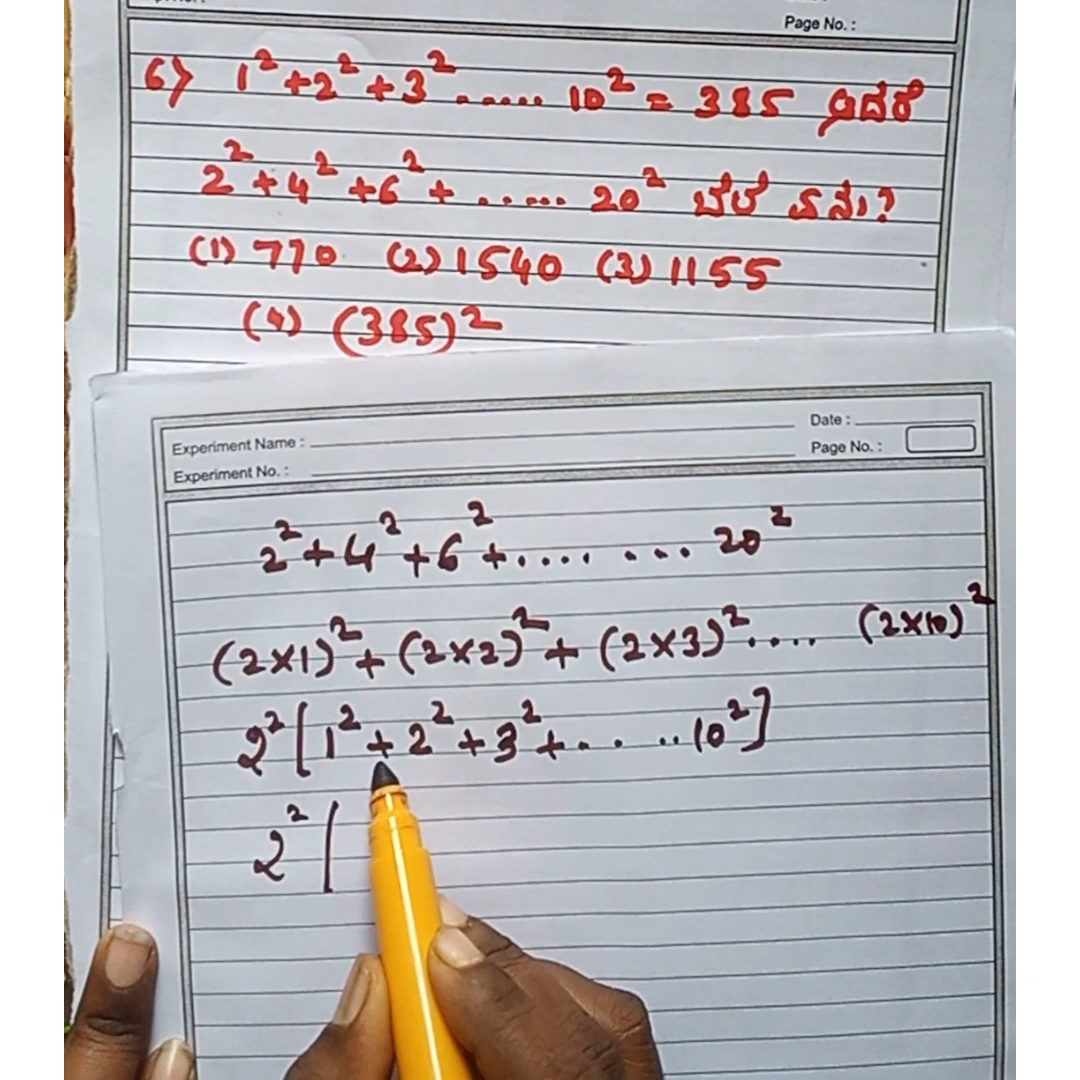 Page No. :
6) 1² + 2² + 3² ..... 10² = 385 ಆದರೆ
2² + 4² + 6² + ..... 20² ಬೆಲೆ ಏನು?
(1) 770 (2) 1540 (3) 1155
(4) (385)²
Date :
Experiment Name :
Page No. :
Experiment No. :
2² + 4² + 6² + .... ... 20²
(2×1)² + (2×2)² + (2×3)² .... (2×10)²
2² [1² + 2² + 3² + .. .. 10²]
2² [